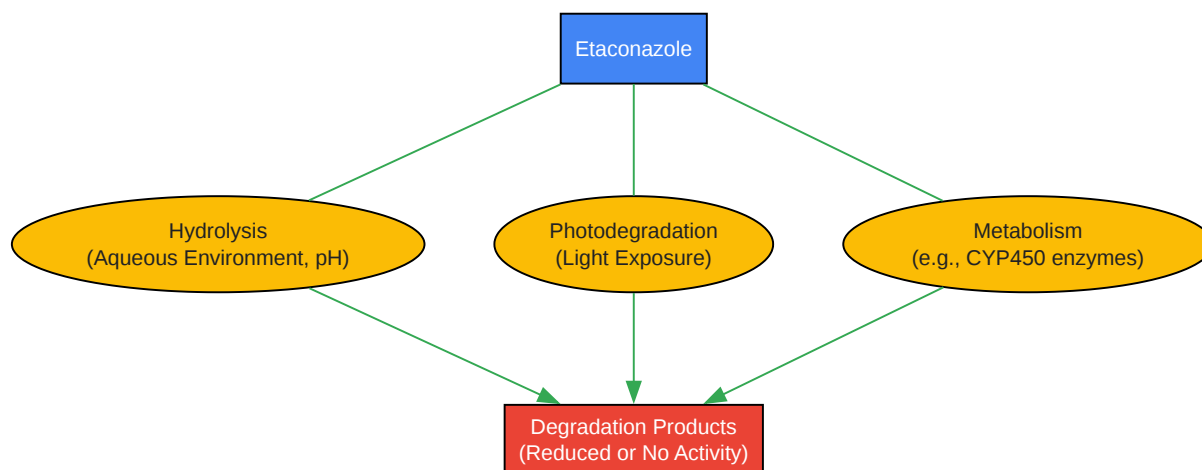 Etaconazole
Hydrolysis
(Aqueous Environment, pH)
Photodegradation
(Light Exposure)
Metabolism
(e.g., CYP450 enzymes)
Degradation Products
(Reduced or No Activity)